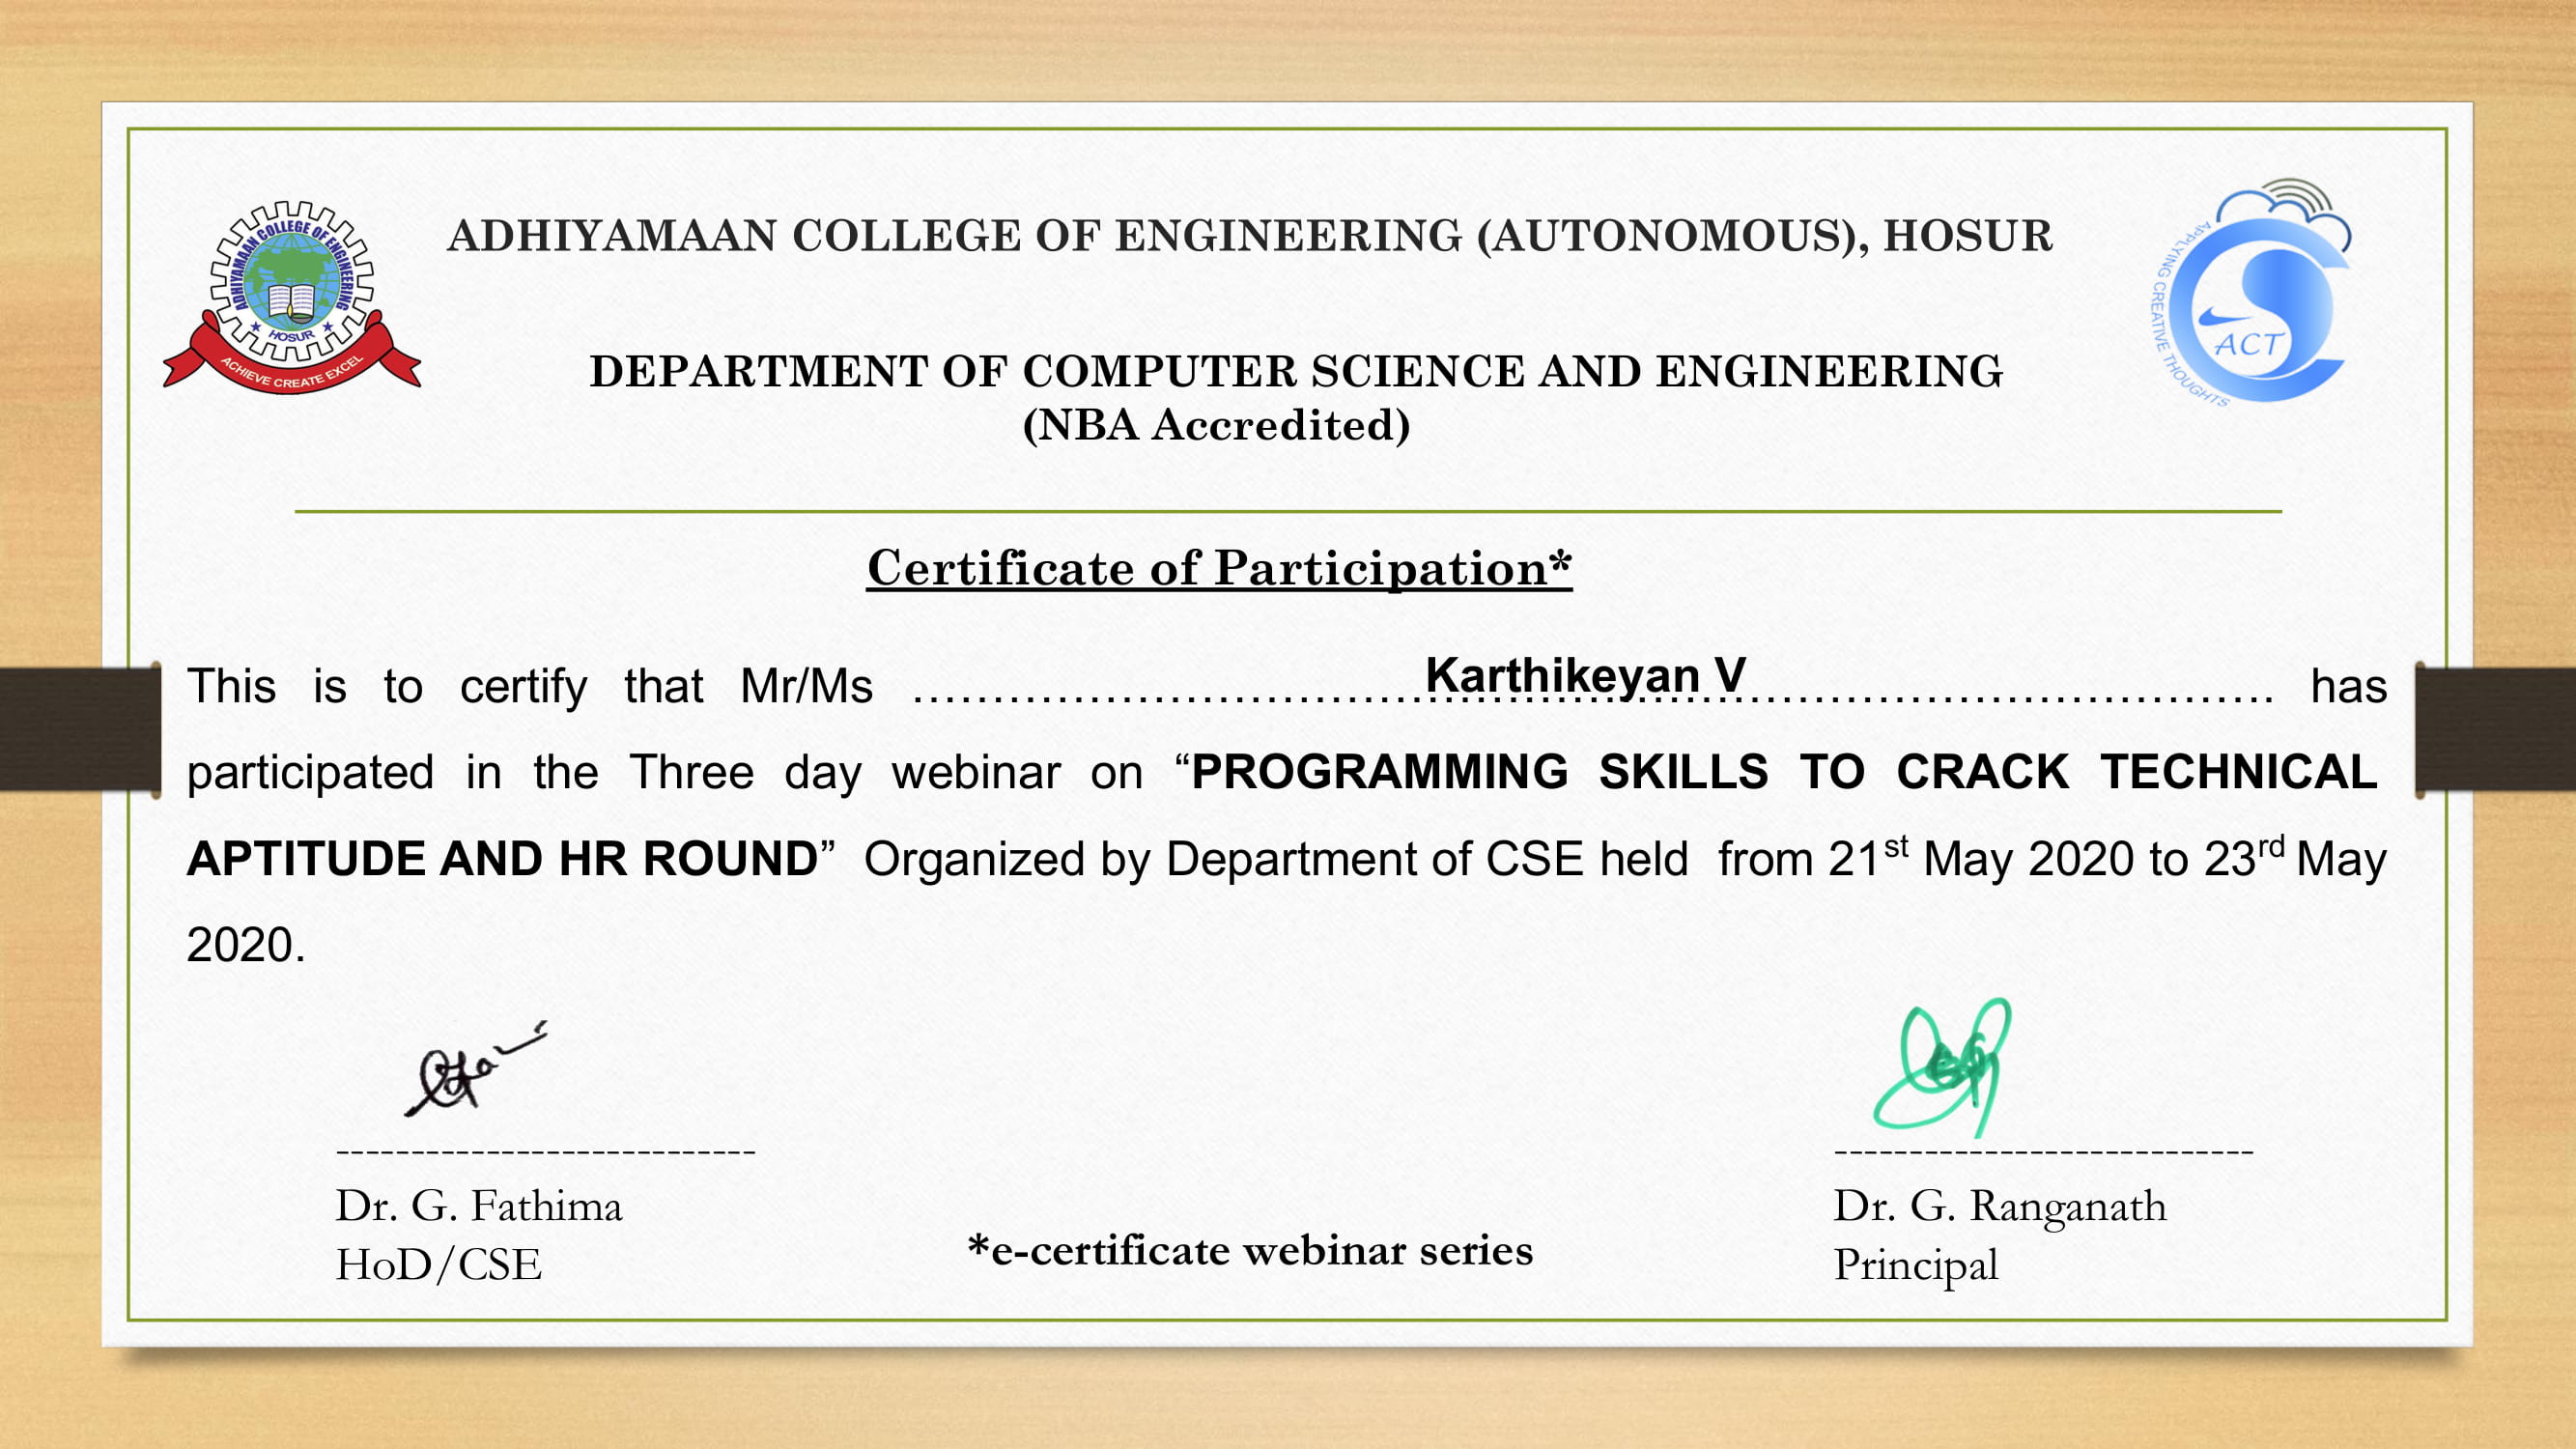 ADHIYAMAAN COLLEGE OF ENGINEERING (AUTONOMOUS), HOSUR
ADHIYAMAAN COLLEGE OF ENGINEERING
HOSUR
ACHIEVE CREATE EXCEL
APPLYING CREATIVE THOUGHTS
ACT
DEPARTMENT OF COMPUTER SCIENCE AND ENGINEERING
(NBA Accredited)
Certificate of Participation*
This is to certify that Mr/Ms ……………………………Karthikeyan V…………………………… has
participated in the Three day webinar on “PROGRAMMING SKILLS TO CRACK TECHNICAL
APTITUDE AND HR ROUND” Organized by Department of CSE held from 21st May 2020 to 23rd May
2020.
----------------------------
Dr. G. Fathima
HoD/CSE
*e-certificate webinar series
----------------------------
Dr. G. Ranganath
Principal